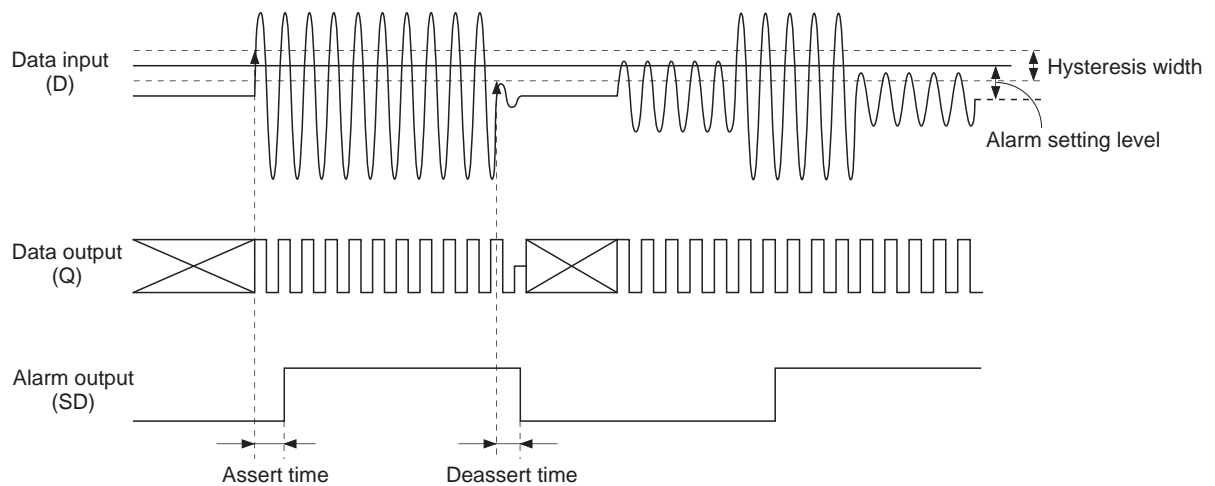 Data input
(D)
Hysteresis width
Alarm setting level
Data output
(Q)
Alarm output
(SD)
Assert time
Deassert time